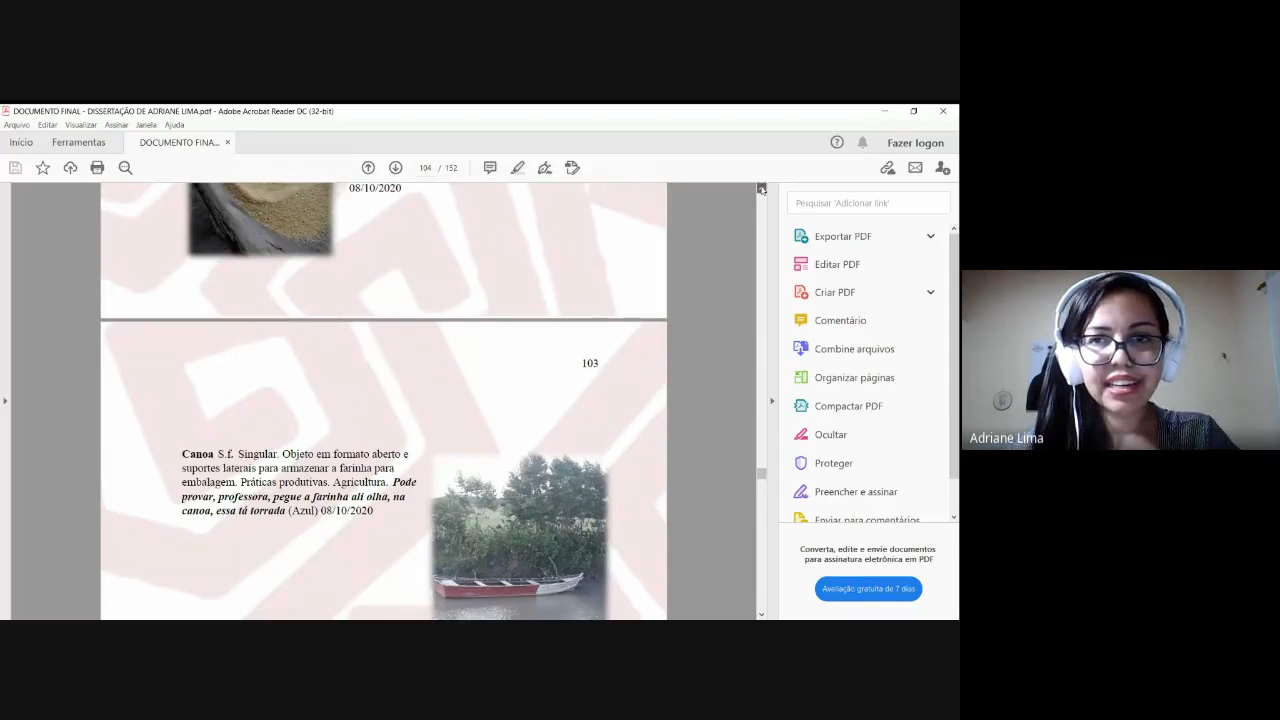 DOCUMENTO FINAL - DISSERTAÇÃO DE ADRIANE LIMA.pdf - Adobe Acrobat Reader DC (32-bit)
Arquivo Editar Visualizar Assinar Janela Ajuda
Início Ferramentas DOCUMENTO FINA... × Fazer logon
104 / 152
08/10/2020
Pesquisar 'Adicionar link'
Exportar PDF
Editar PDF
Criar PDF
Comentário
Combine arquivos
Organizar páginas
Compactar PDF
Ocultar
Proteger
Preencher e assinar
Enviar para comentários
103
Canoa S.f. Singular. Objeto em formato aberto e
suportes laterais para armazenar a farinha para
embalagem. Práticas produtivas. Agricultura. Pode
provar, professora, pegue a farinha ali olha, na
canoa, essa tá torrada (Azul) 08/10/2020
Converta, edite e envie documentos
para assinatura eletrônica em PDF
Avaliação gratuita de 7 dias
Adriane Lima